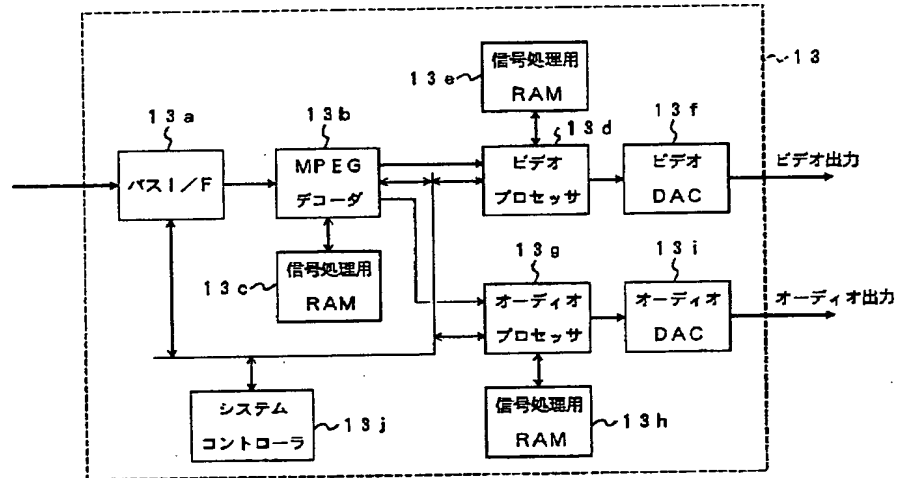 信号処理用
RAM
13e
13
13a
13b
13d
13f
バスI/F
MPEG
デコーダ
ビデオ
プロセッサ
ビデオ
DAC
ビデオ出力
13c
信号処理用
RAM
13g
13i
オーディオ
プロセッサ
オーディオ
DAC
オーディオ出力
システム
コントローラ
13j
信号処理用
RAM
13h